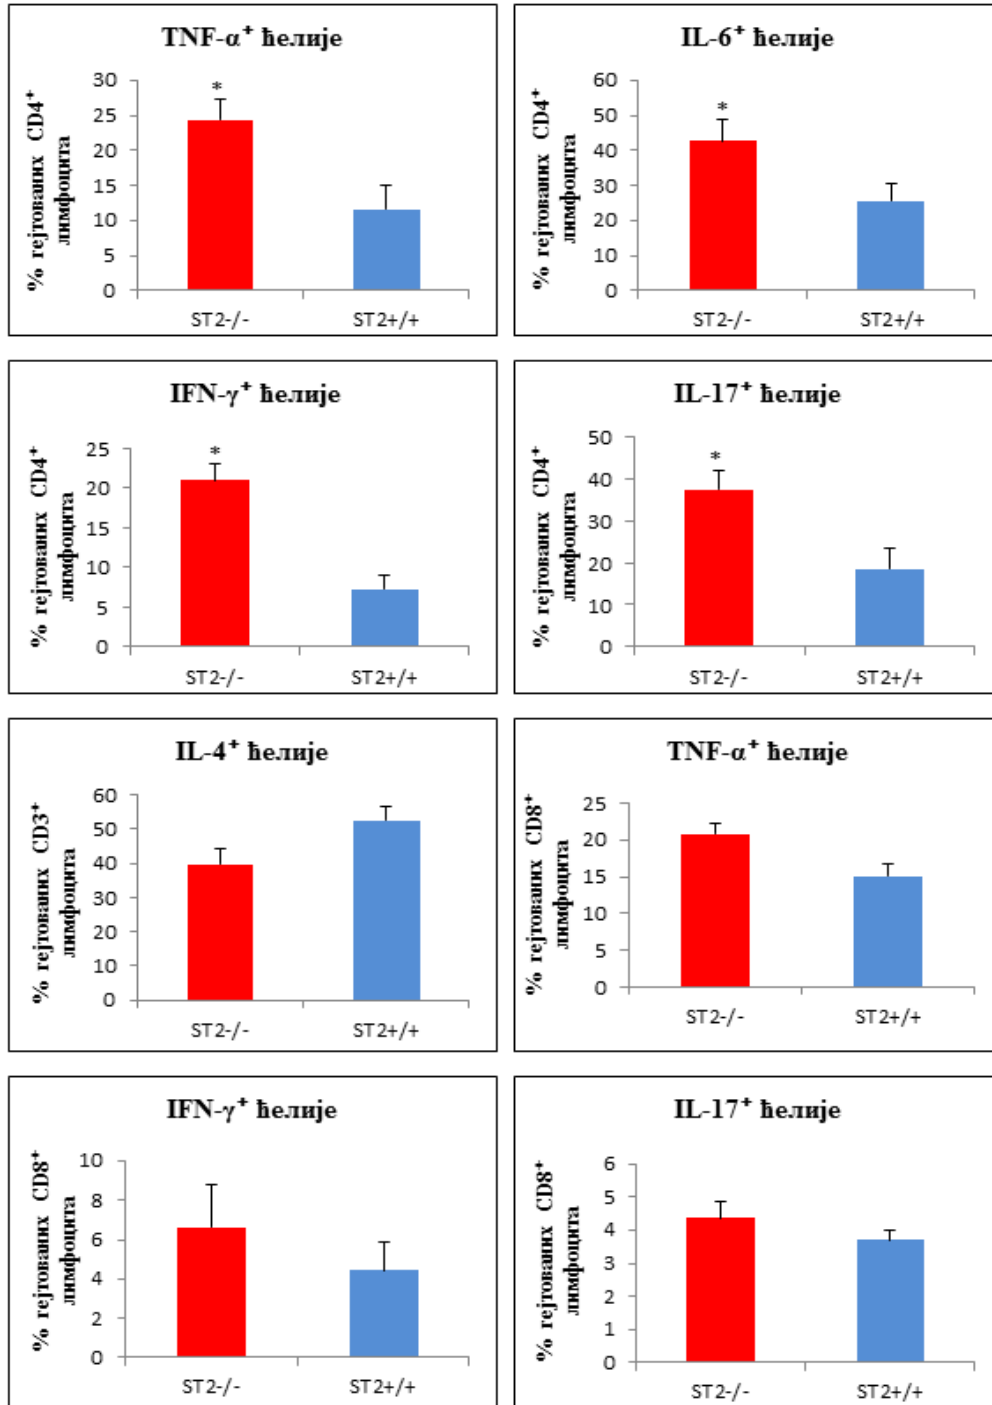 TNF-α⁺ ћелије
% гејтованих CD4⁺
лимфоцита
30
25
20
15
10
5
0
*
ST2-/-
ST2+/+
IL-6⁺ ћелије
% гејтованих CD4⁺
лимфоцита
60
50
40
30
20
10
0
*
ST2-/-
ST2+/+
IFN-γ⁺ ћелије
% гејтованих CD4⁺
лимфоцита
25
20
15
10
5
0
*
ST2-/-
ST2+/+
IL-17⁺ ћелије
% гејтованих CD4⁺
лимфоцита
50
40
30
20
10
0
*
ST2-/-
ST2+/+
IL-4⁺ ћелије
% гејтованих CD3⁺
лимфоцита
60
50
40
30
20
10
0
ST2-/-
ST2+/+
TNF-α⁺ ћелије
% гејтованих CD8⁺
лимфоцита
25
20
15
10
5
0
ST2-/-
ST2+/+
IFN-γ⁺ ћелије
% гејтованих CD8⁺
лимфоцита
10
8
6
4
2
0
ST2-/-
ST2+/+
IL-17⁺ ћелије
% гејтованих CD8⁺
лимфоцита
6
5
4
3
2
1
0
ST2-/-
ST2+/+